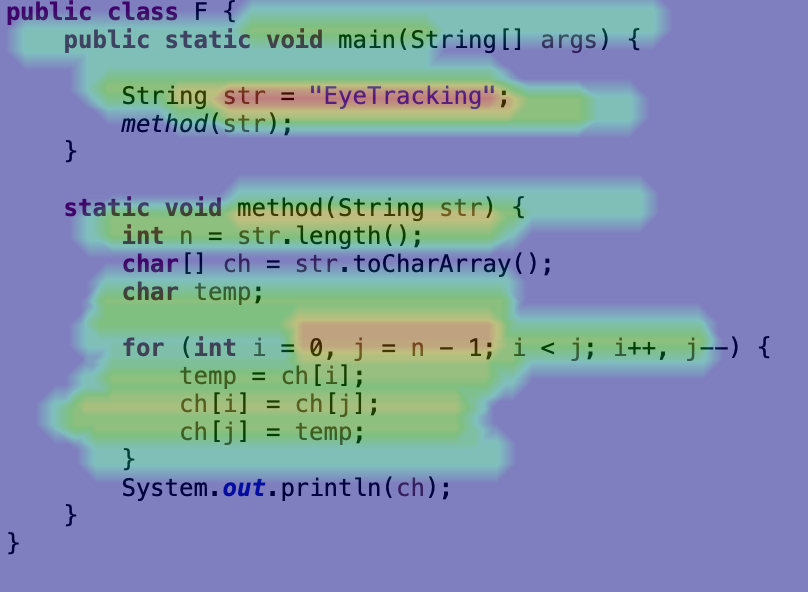 public class F {
    public static void main(String[] args) {
        String str = "EyeTracking";
        method(str);
    }
    static void method(String str) {
        int n = str.length();
        char[] ch = str.toCharArray();
        char temp;
        for (int i = 0, j = n - 1; i < j; i++, j--) {
            temp = ch[i];
            ch[i] = ch[j];
            ch[j] = temp;
        }
        System.out.println(ch);
    }
}